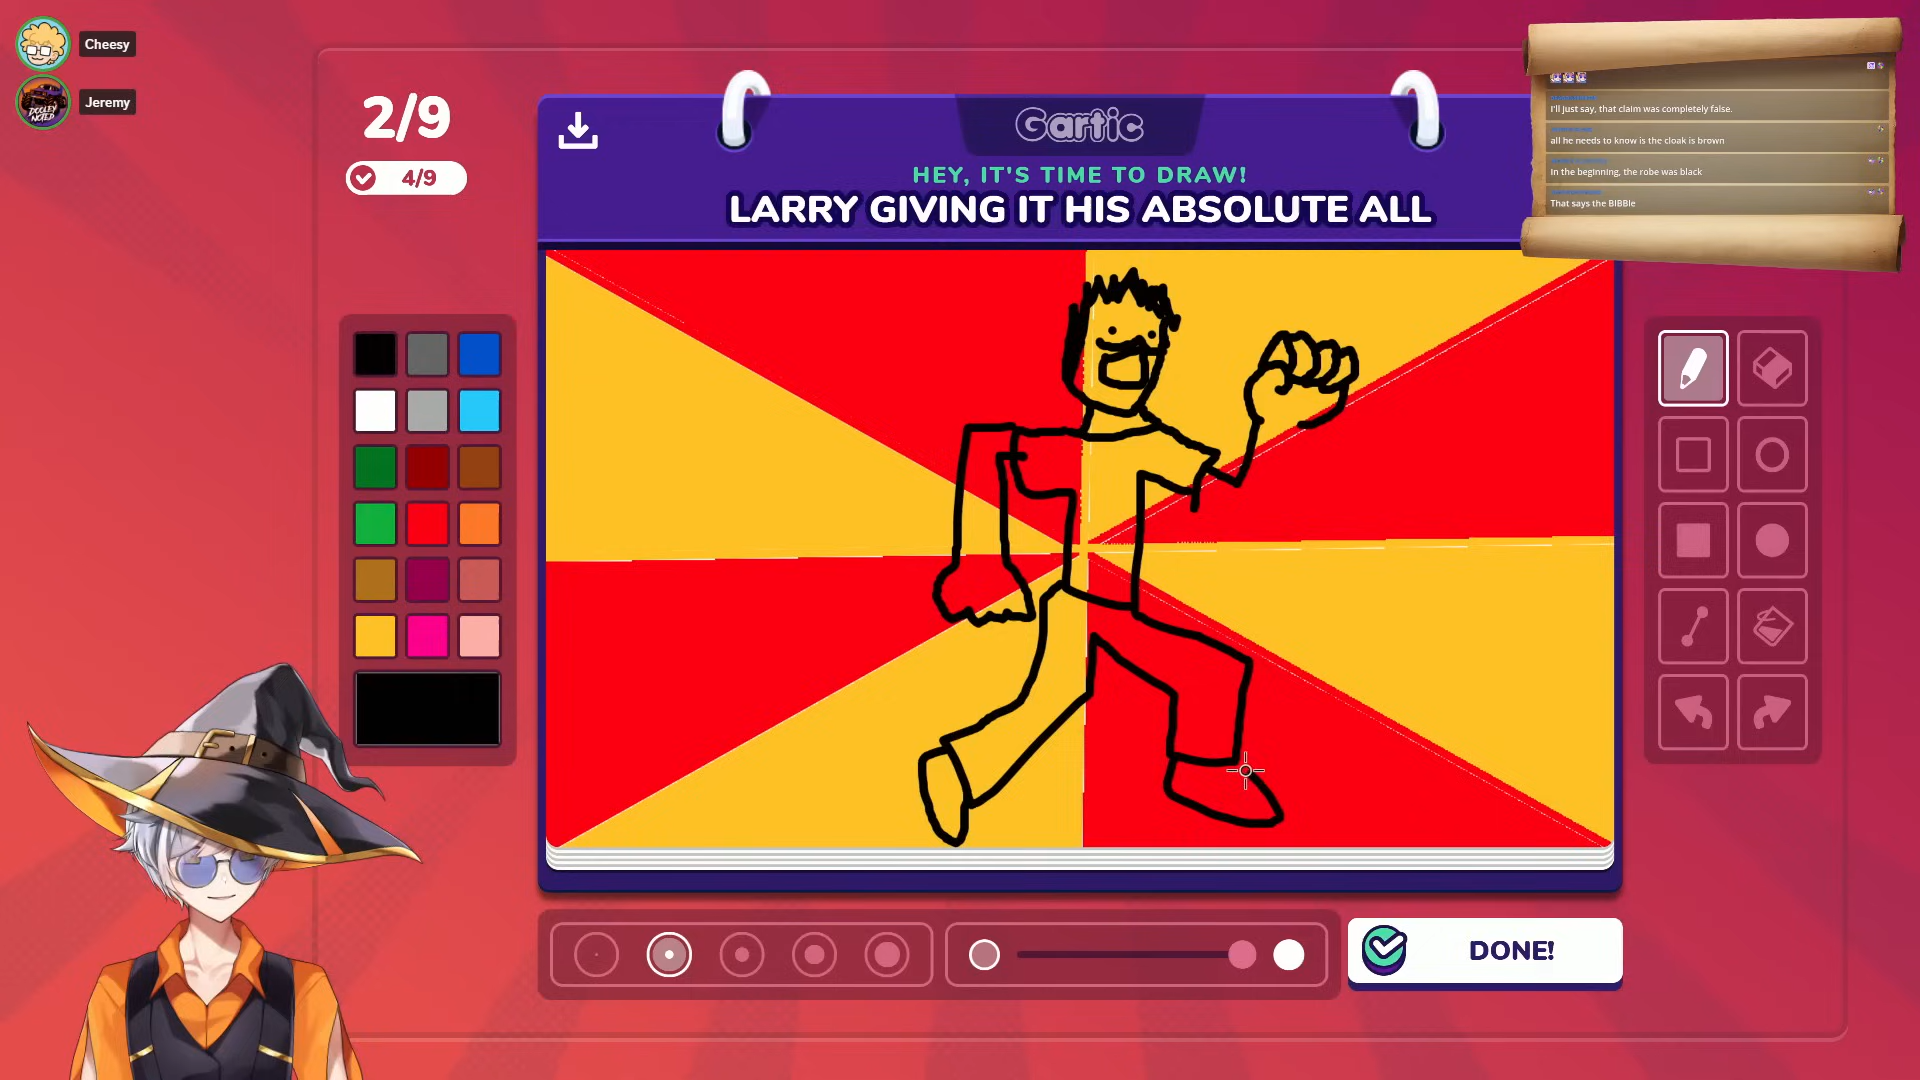 Cheesy
Jeremy
DOOLEY
NOTED
2/9
4/9
Gartic
HEY, IT'S TIME TO DRAW!
LARRY GIVING IT HIS ABSOLUTE ALL
I'll just say, that claim was completely false.
all he needs to know is the cloak is brown
In the beginning, the robe was black
That says the BIBBle
DONE!